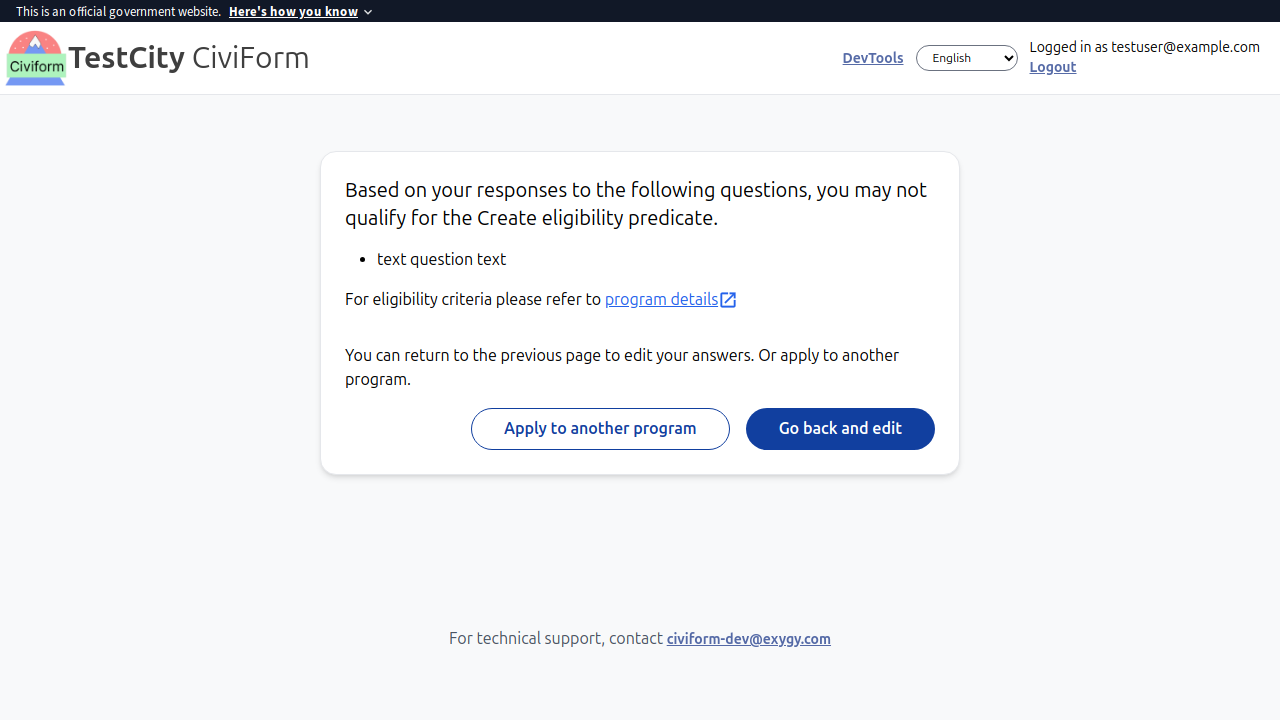 This is an official government website. Here's how you know
Civiform
TestCity CiviForm
DevTools
English
Logged in as testuser@example.com
Logout
Based on your responses to the following questions, you may not
qualify for the Create eligibility predicate.
• text question text
For eligibility criteria please refer to program details
You can return to the previous page to edit your answers. Or apply to another
program.
Apply to another program
Go back and edit
For technical support, contact civiform-dev@exygy.com